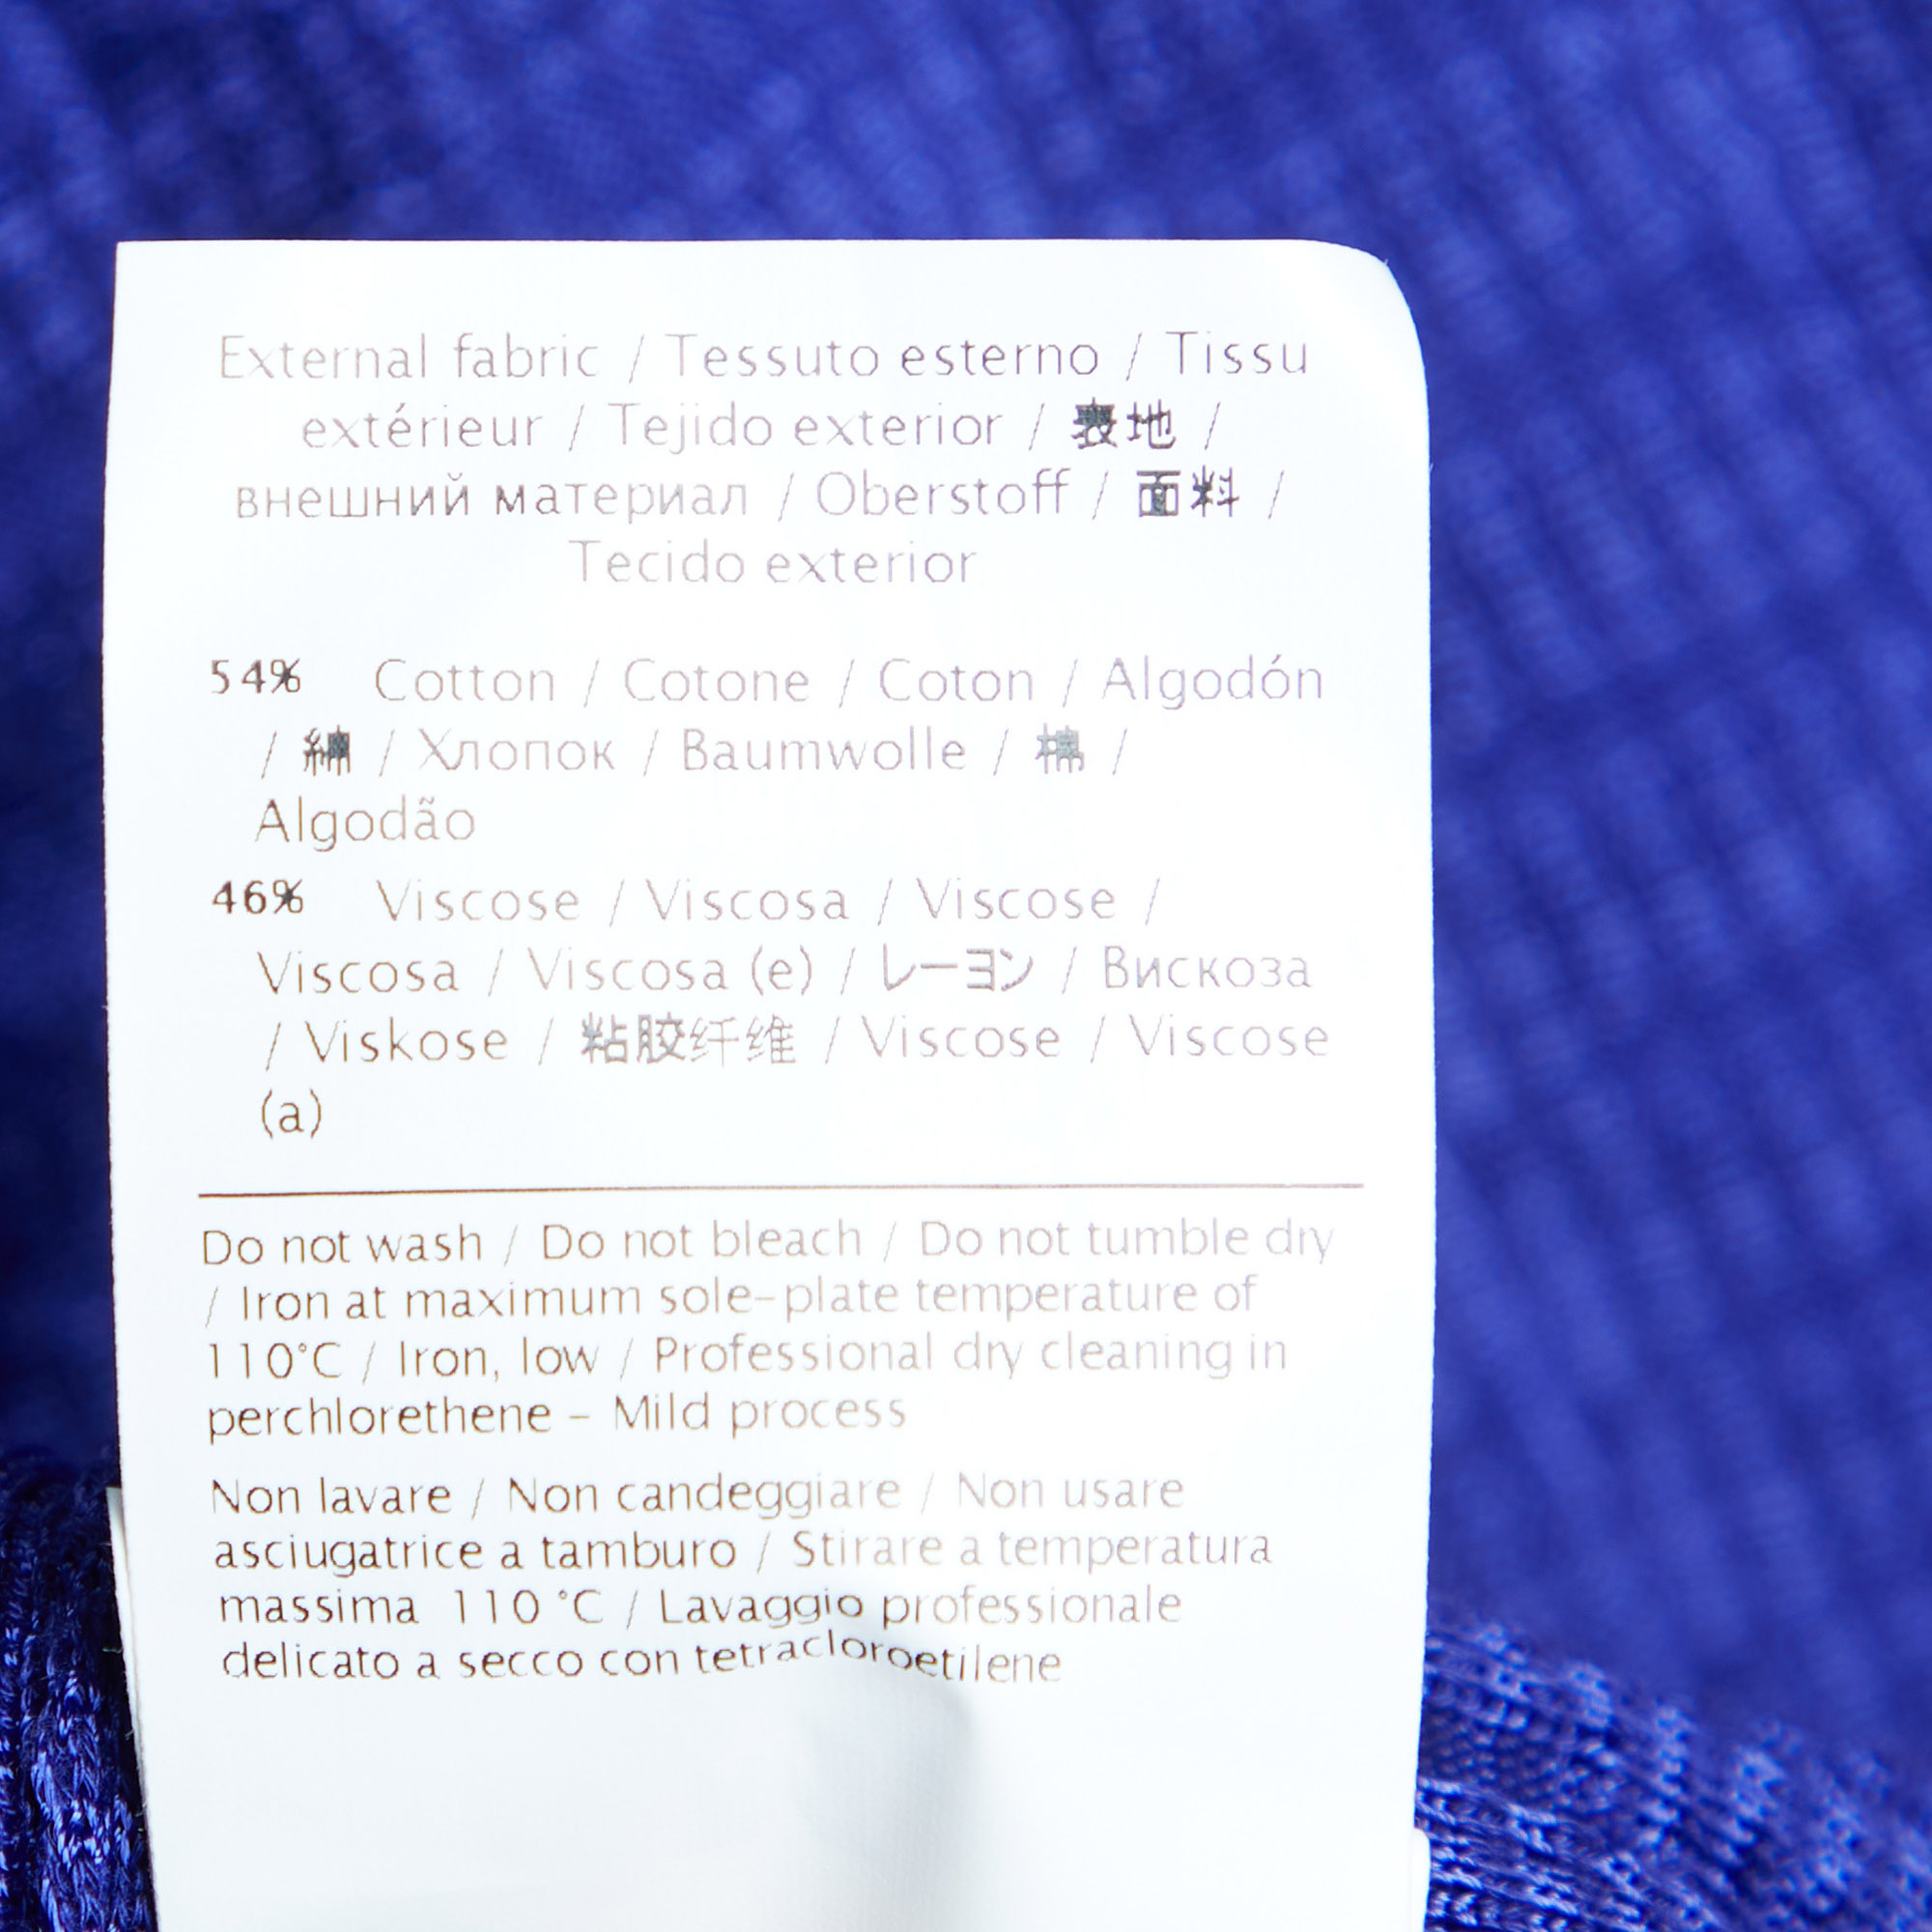 External fabric / Tessuto esterno / Tissu
extérieur / Tejido exterior / 表地 /
внешний материал / Oberstoff / 面料 /
Tecido exterior
54% Cotton / Cotone / Coton / Algodón
/ 綿 / Хлопок / Baumwolle / 棉 /
Algodão
46% Viscose / Viscosa / Viscose /
Viscosa / Viscosa (e) / レーヨン / Вискоза
/ Viskose / 粘胶纤维 / Viscose / Viscose
(a)
Do not wash / Do not bleach / Do not tumble dry
/ Iron at maximum sole-plate temperature of
110°C / Iron, low / Professional dry cleaning in
perchlorethene - Mild process
Non lavare / Non candeggiare / Non usare
asciugatrice a tamburo / Stirare a temperatura
massima 110 °C / Lavaggio professionale
delicato a secco con tetracloroetilene